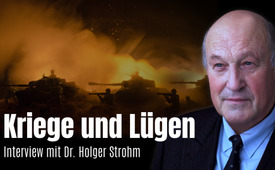 Kriege und Lügen
Interview mit Dr. Holger Strohm